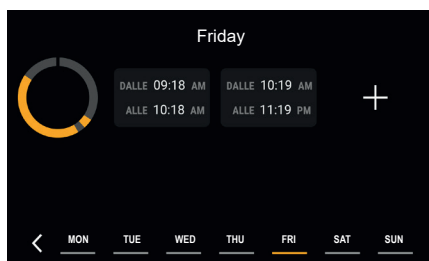 Friday
DALLE 09:18 AM DALLE 10:19 AM
ALLE 10:18 AM ALLE 11:19 PM
MON TUE WED THU FRI SAT SUN